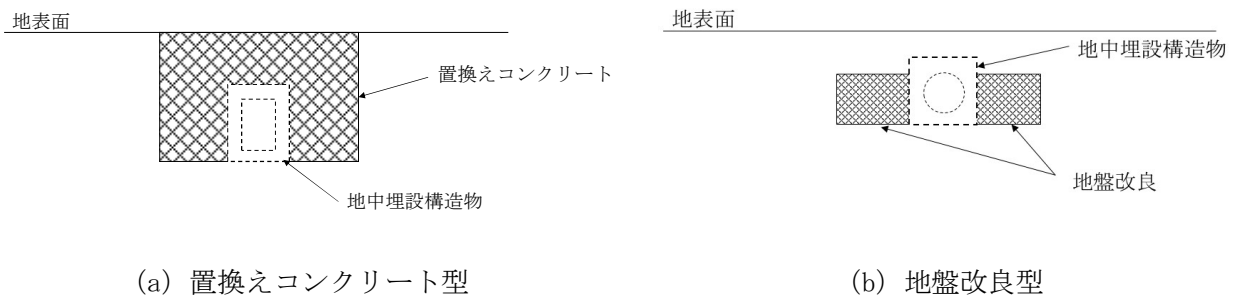 地表面
置換えコンクリート
地中埋設構造物
(a) 置換えコンクリート型
地表面
地中埋設構造物
地盤改良
(b) 地盤改良型